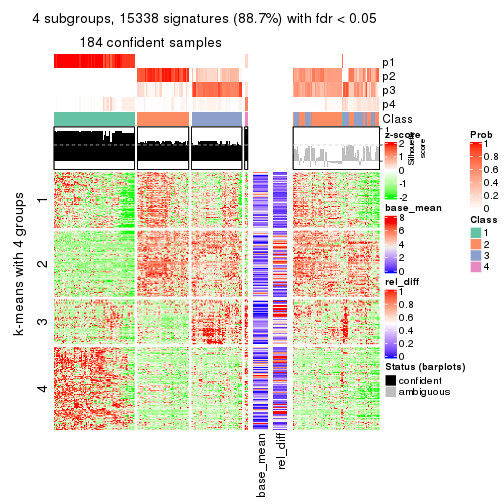 4 subgroups, 15338 signatures (88.7%) with fdr < 0.05
184 confident samples
p1
p2
p3
p4
Class
1
Silhouette
score
k-means with 4 groups
1
2
3
4
base_mean
rel_diff
z-score
2
1
0
-1
-2
base_mean
8
6
4
2
0
rel_diff
1
0.8
0.6
0.4
0.2
0
Status (barplots)
confident
ambiguous
Prob
1
0.8
0.6
0.4
0.2
0
Class
1
2
3
4